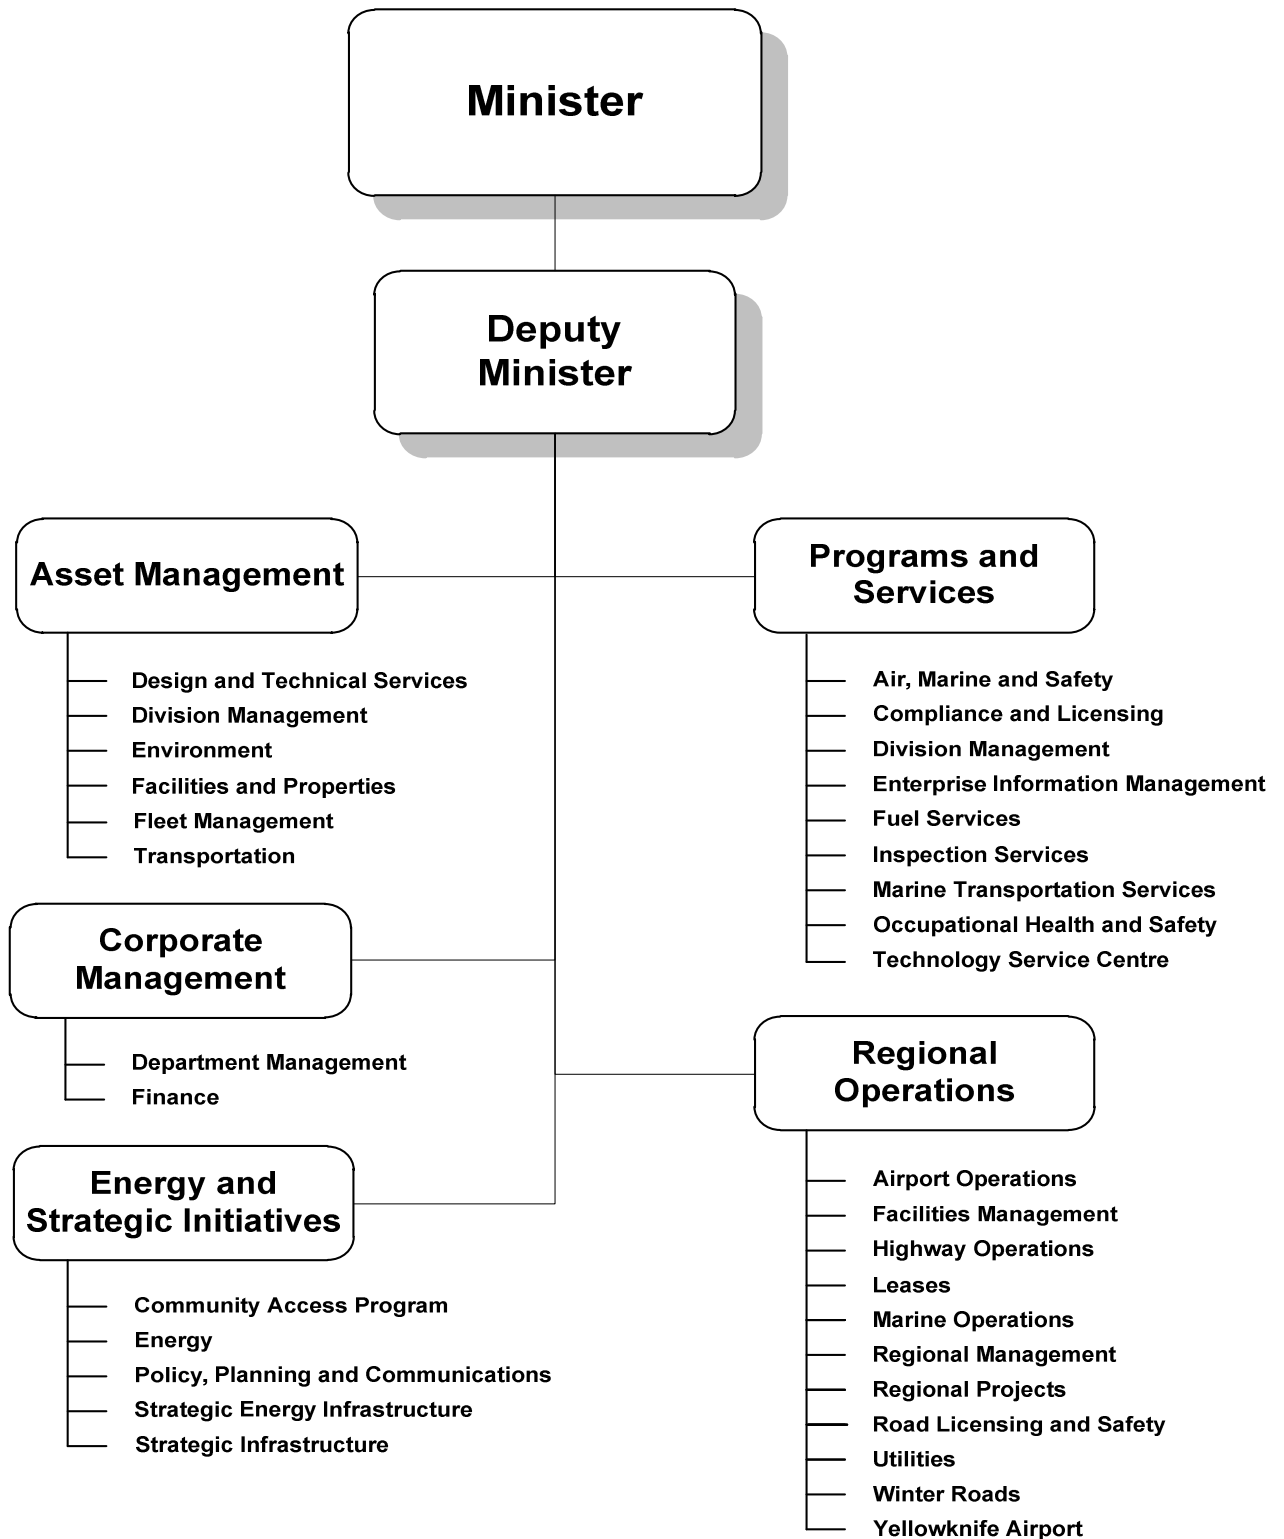 Minister
Deputy
Minister
Asset Management
Design and Technical Services
Division Management
Environment
Facilities and Properties
Fleet Management
Transportation
Corporate
Management
Department Management
Finance
Energy and
Strategic Initiatives
Community Access Program
Energy
Policy, Planning and Communications
Strategic Energy Infrastructure
Strategic Infrastructure
Programs and
Services
Air, Marine and Safety
Compliance and Licensing
Division Management
Enterprise Information Management
Fuel Services
Inspection Services
Marine Transportation Services
Occupational Health and Safety
Technology Service Centre
Regional
Operations
Airport Operations
Facilities Management
Highway Operations
Leases
Marine Operations
Regional Management
Regional Projects
Road Licensing and Safety
Utilities
Winter Roads
Yellowknife Airport